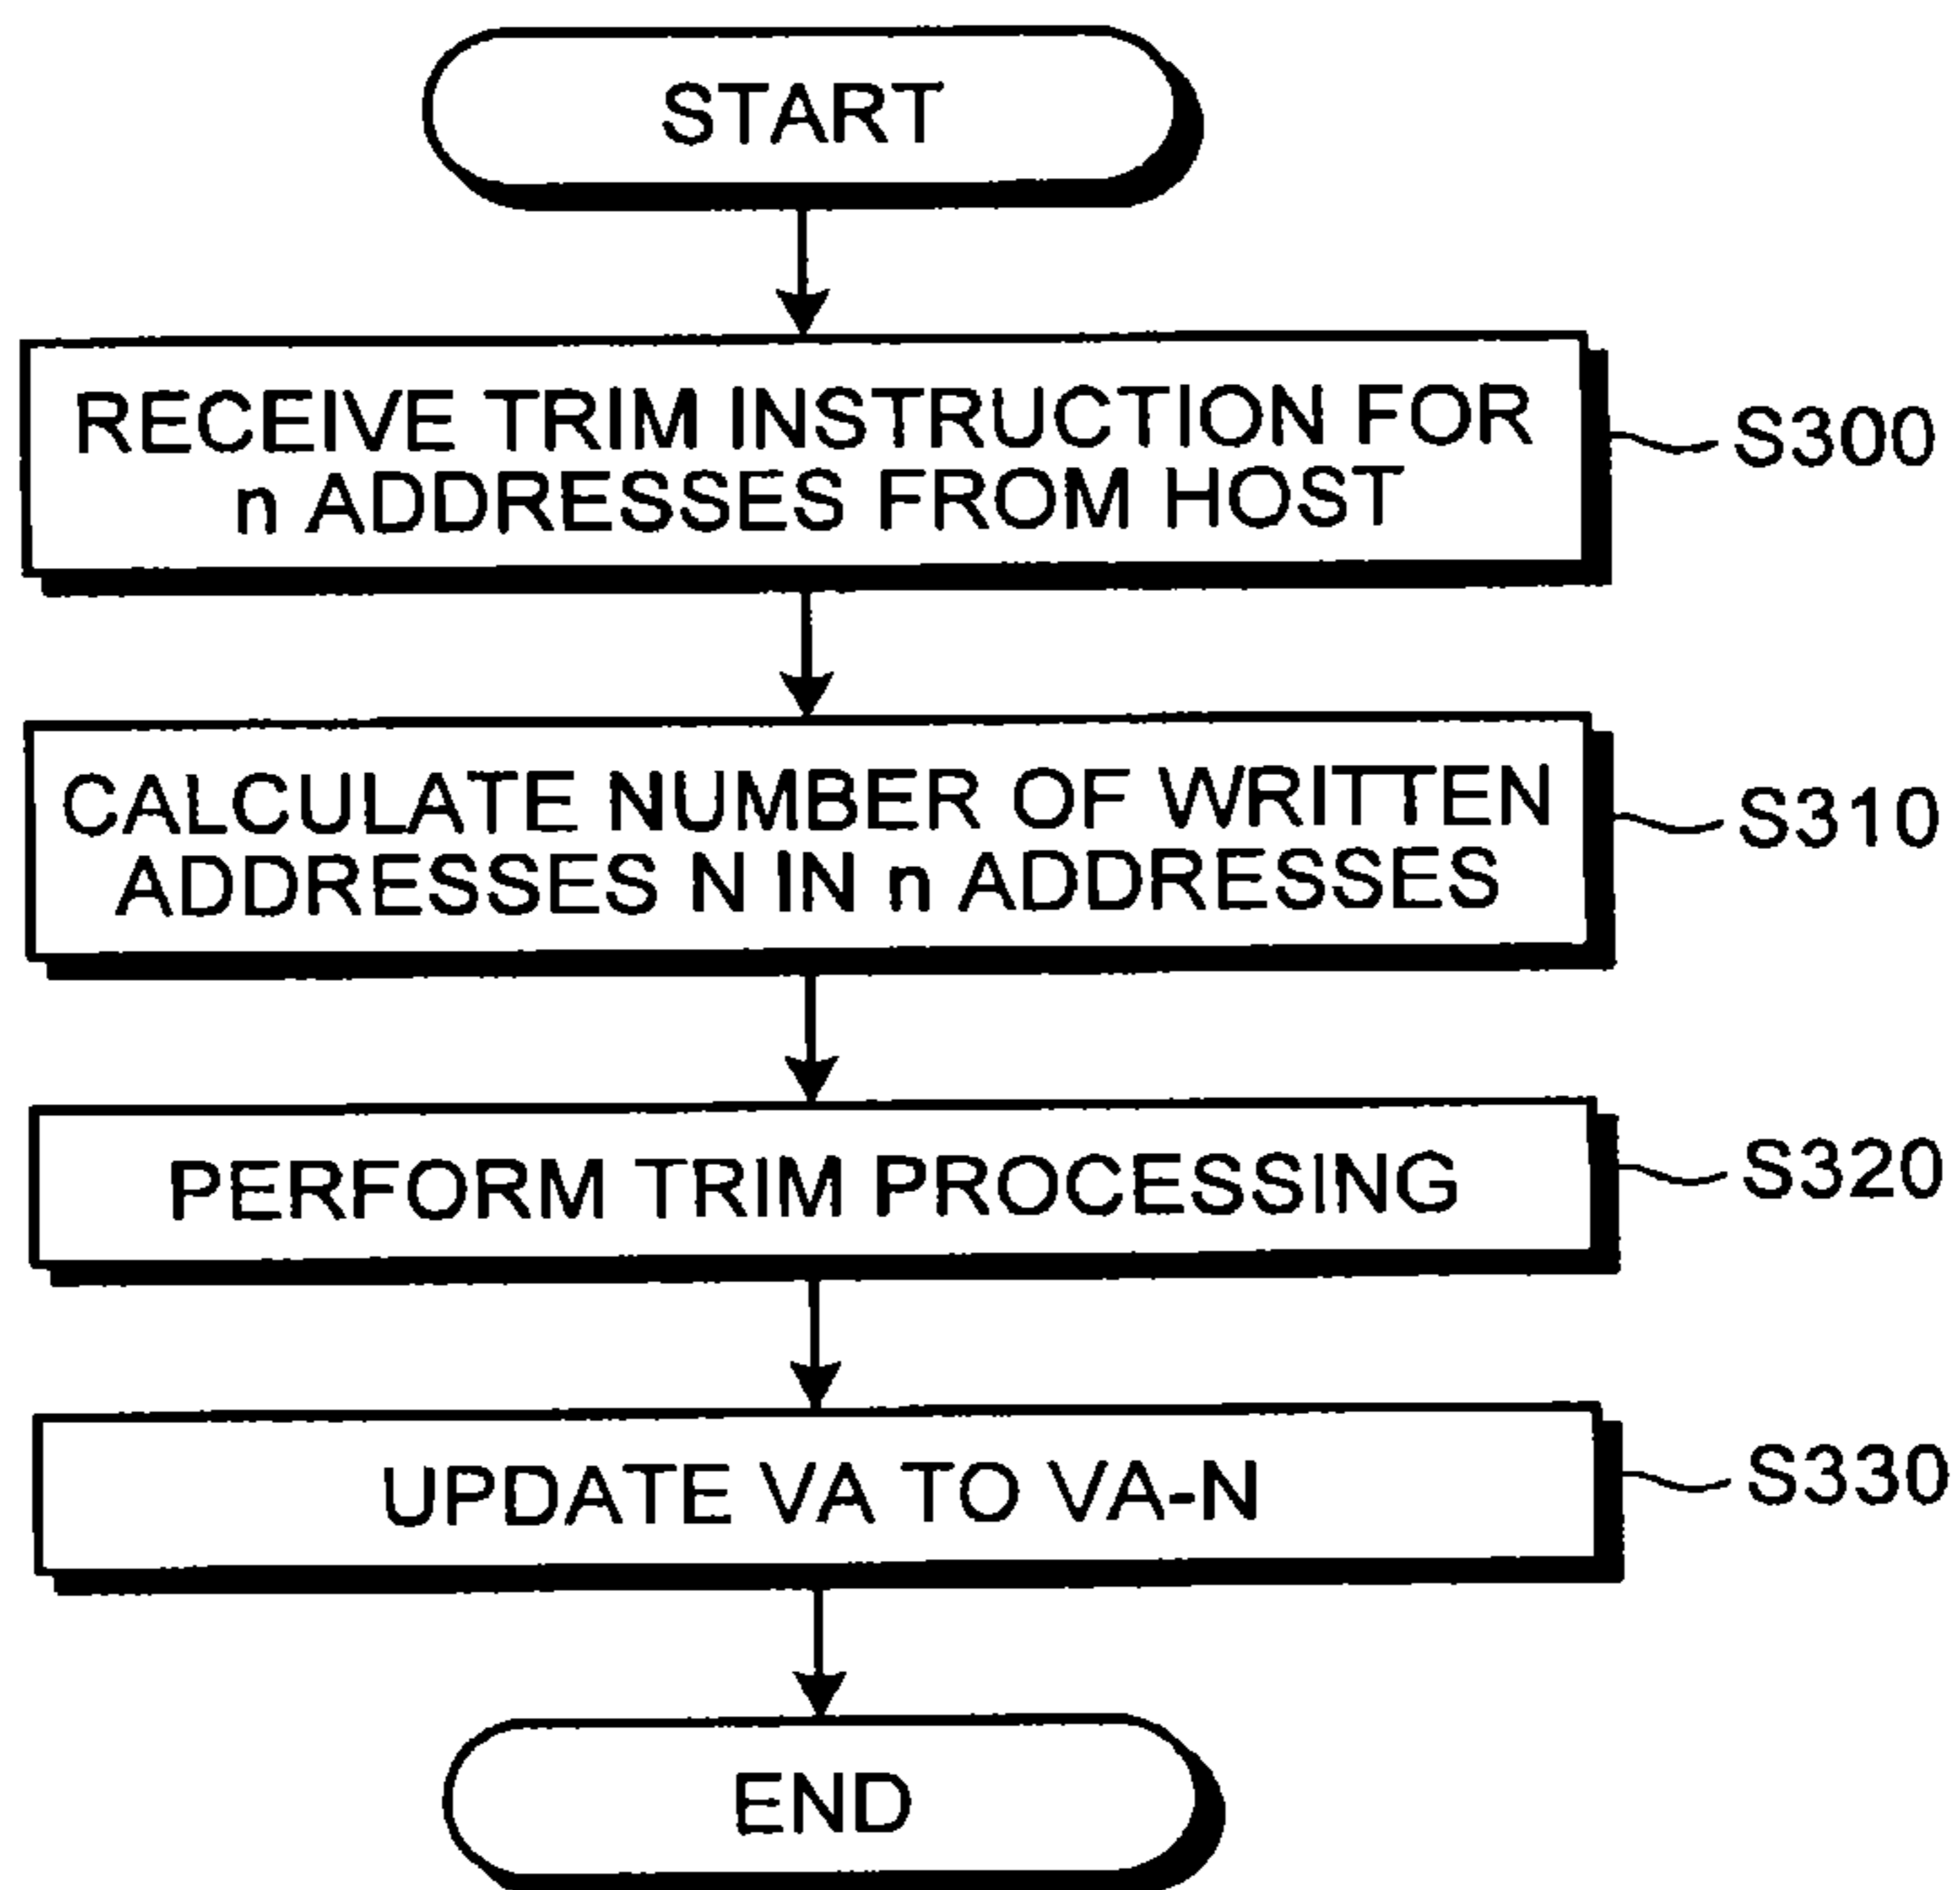 START
RECEIVE TRIM INSTRUCTION FOR
n ADDRESSES FROM HOST
S300
CALCULATE NUMBER OF WRITTEN
ADDRESSES N IN n ADDRESSES
S310
PERFORM TRIM PROCESSING
S320
UPDATE VA TO VA-N
S330
END